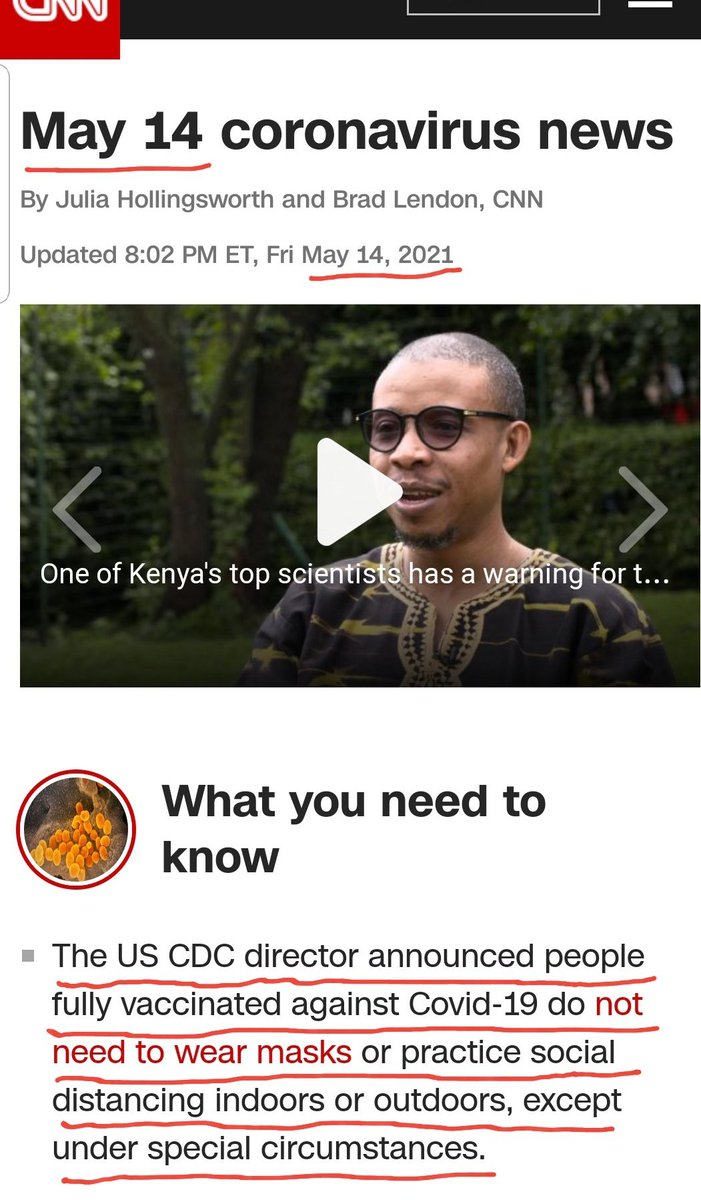 CNN
May 14 coronavirus news
By Julia Hollingsworth and Brad Lendon, CNN
Updated 8:02 PM ET, Fri May 14, 2021
One of Kenya's top scientists has a warning for t...
What you need to
know
The US CDC director announced people
fully vaccinated against Covid-19 do not
need to wear masks or practice social
distancing indoors or outdoors, except
under special circumstances.